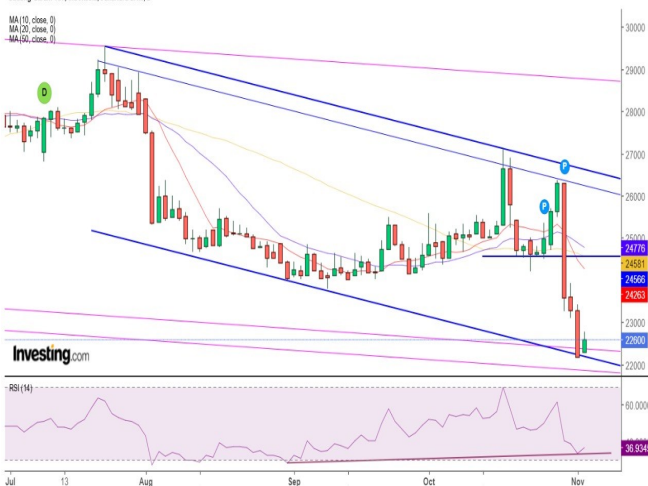 MA (10, close, 0)
MA (20, close, 0)
MA (50, close, 0)
30000
29000
28000
27000
26000
25000
24776
24581
24566
24263
23000
22600
22000
D
P
P
Investing.com
RSI (14)
60.0000
36.9349
Jul
13
Aug
Sep
Oct
Nov